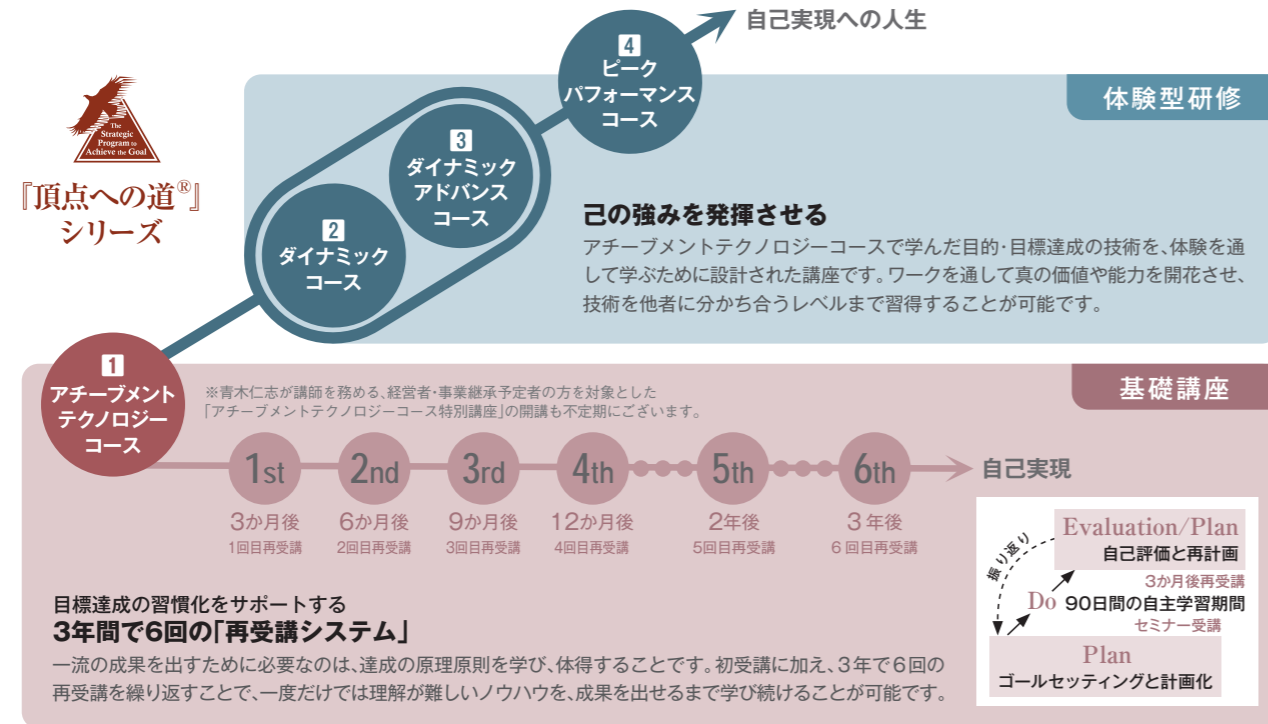 自己実現への人生
4
ピーク
パフォーマンス
コース
体験型研修
The
Strategic
Program to
Achieve the Goal
『頂点への道®』
シリーズ
3
ダイナミック
アドバンス
コース
2
ダイナミック
コース
己の強みを発揮させる
アチーブメントテクノロジーコースで学んだ目的・目標達成の技術を、体験を通
して学ぶために設計された講座です。ワークを通して真の価値や能力を開花させ、
技術を他者に分かち合うレベルまで習得することが可能です。
1
アチーブメント
テクノロジー
コース
基礎講座
※青木仁志が講師を務める、経営者・事業継承予定者の方を対象とした
「アチーブメントテクノロジーコース特別講座」の開講も不定期にございます。
1st 2nd 3rd 4th 5th 6th 自己実現
3か月後 6か月後 9か月後 12か月後 2年後 3年後
1回目再受講 2回目再受講 3回目再受講 4回目再受講 5回目再受講 6回目再受講
目標達成の習慣化をサポートする
3年間で6回の「再受講システム」
一流の成果を出すために必要なのは、達成の原理原則を学び、体得することです。初受講に加え、3年で6回の
再受講を繰り返すことで、一度だけでは理解が難しいノウハウを、成果を出せるまで学び続けることが可能です。
Evaluation/Plan
自己評価と再計画
振り返り
3か月後再受講
Do 90日間の自主学習期間
セミナー受講
Plan
ゴールセッティングと計画化